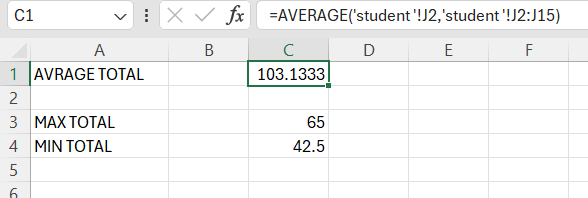 C1 fx =AVERAGE('student '!J2,'student '!J2:J15)
A B C D E F
1 AVRAGE TOTAL 103.1333
2
3 MAX TOTAL 65
4 MIN TOTAL 42.5
5
6